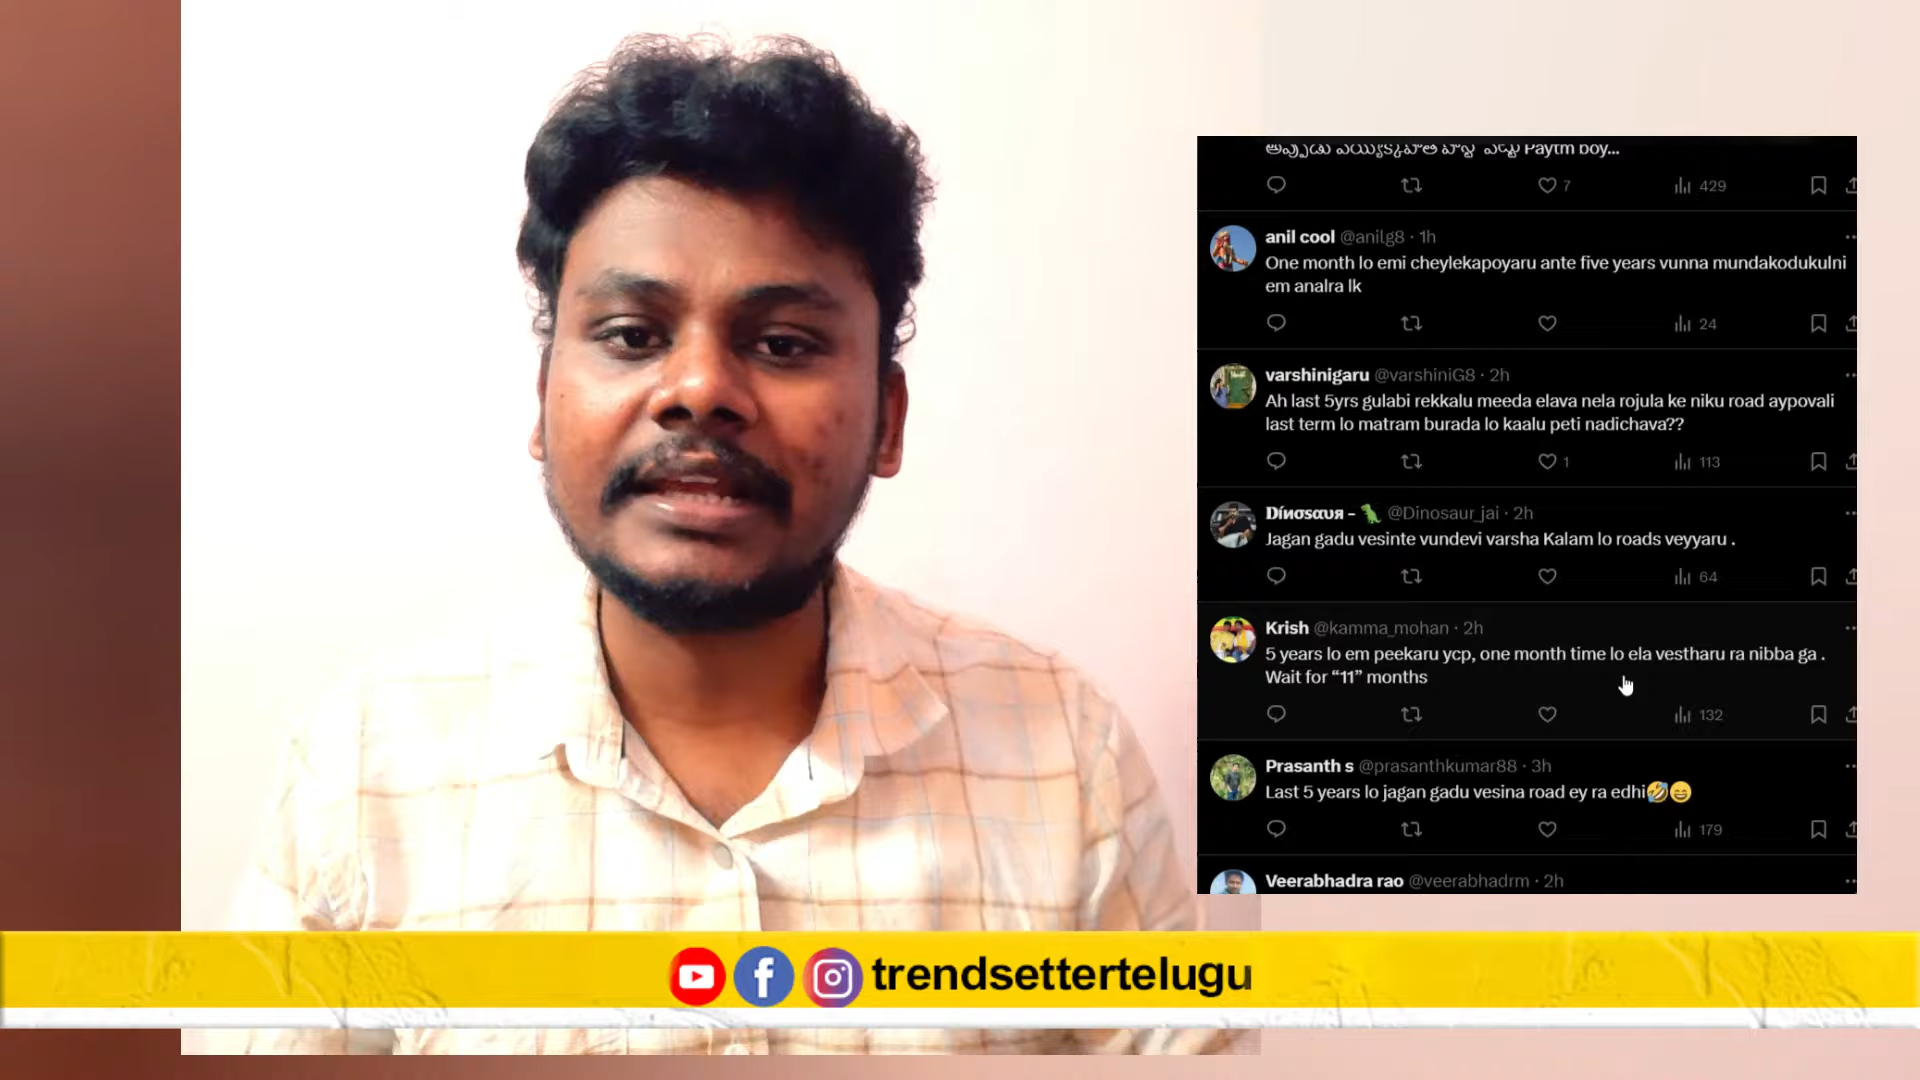 Paytm boy...
7
429
anil cool @anilg8 · 1h
One month lo emi cheylekapoyaru ante five years vunna mundakodukulni
em analra lk
24
varshinigaru @varshiniG8 · 2h
Ah last 5yrs gulabi rekkalu meeda elava nela rojula ke niku road aypovali
last term lo matram burada lo kaalu peti nadichava??
1
113
Dínσsαuя - 🦖 @Dinosaur_jai · 2h
Jagan gadu vesinte vundevi varsha Kalam lo roads veyyaru .
64
Krish @kamma_mohan · 2h
5 years lo em peekaru ycp, one month time lo ela vestharu ra nibba ga .
Wait for “11” months
132
Prasanth s @prasanthkumar88 · 3h
Last 5 years lo jagan gadu vesina road ey ra edhi🤣😄
179
Veerabhadra rao @veerabhadrm · 2h
trendsettertelugu